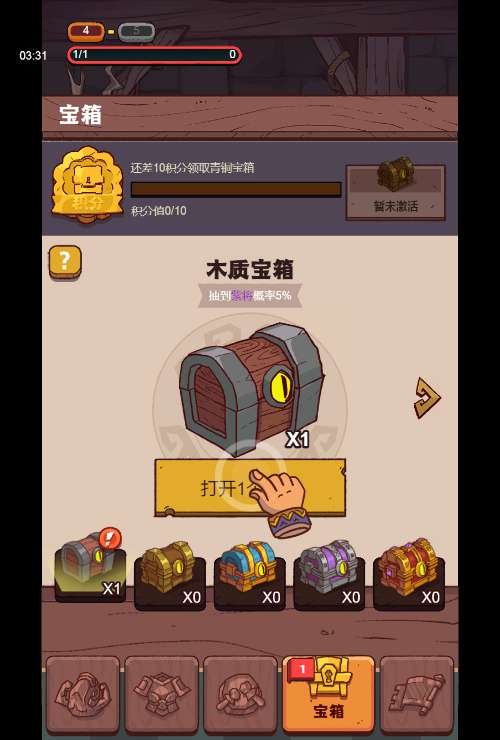 4 - 5
03:31
1/1 0
宝箱
还差10积分领取青铜宝箱
积分
积分值0/10
暂未激活
?
木质宝箱
抽到紫将概率5%
X1
打开1
X1 X0 X0 X0 X0
1
宝箱